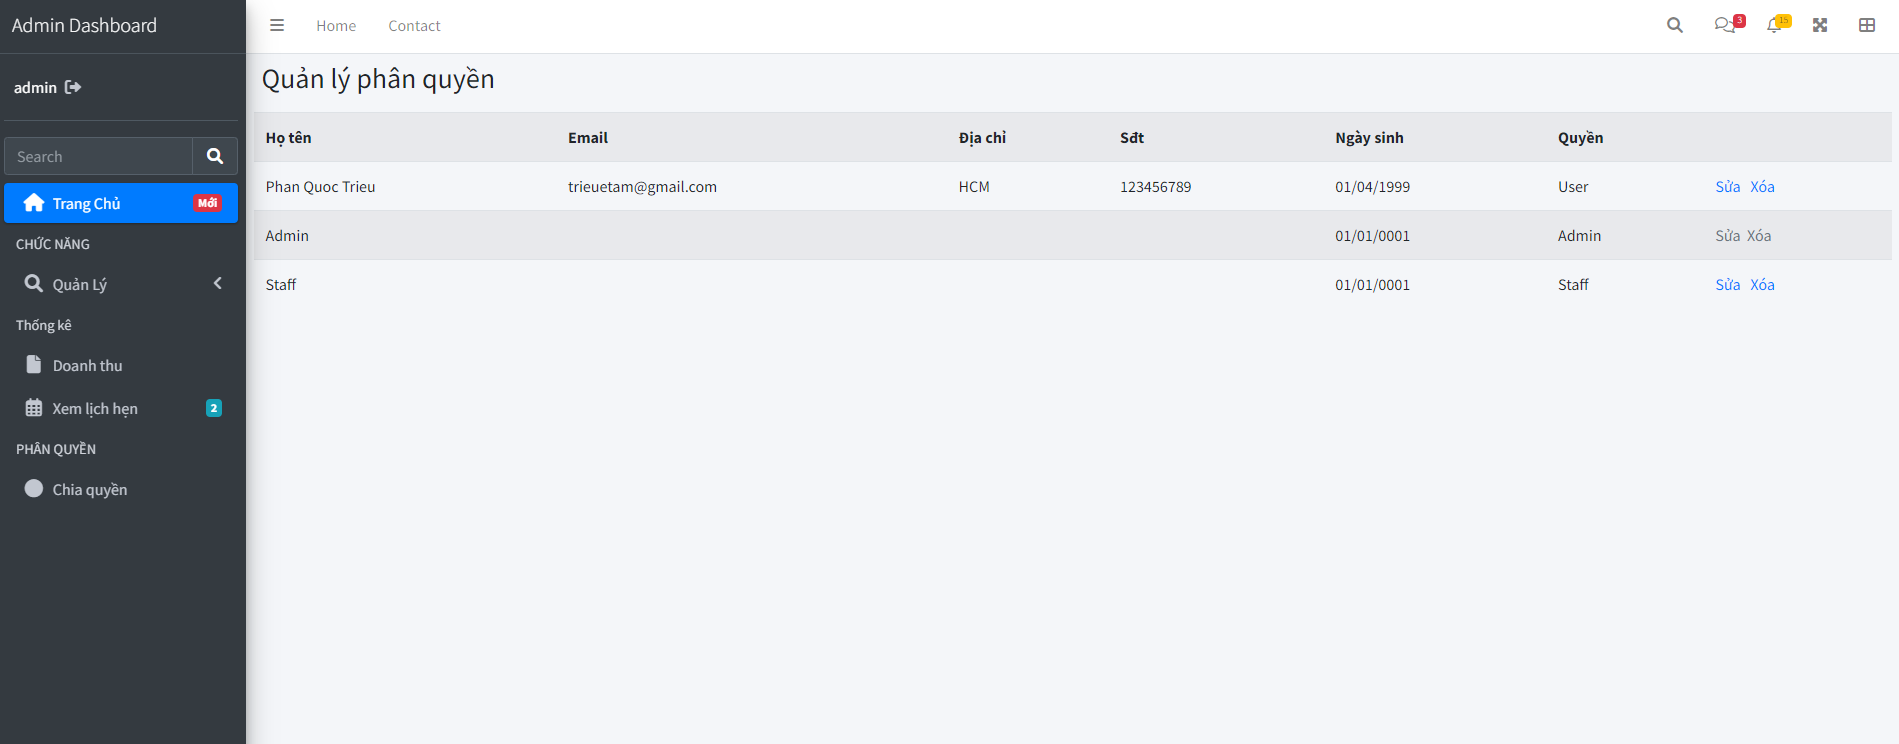 Admin Dashboard
Home Contact
3
15
admin
Search
Trang Chủ Mới
CHỨC NĂNG
Quản Lý
Thống kê
Doanh thu
Xem lịch hẹn 2
PHÂN QUYỀN
Chia quyền
Quản lý phân quyền
Họ tên Email Địa chỉ Sđt Ngày sinh Quyền
Phan Quoc Trieu trieuetam@gmail.com HCM 123456789 01/04/1999 User Sửa Xóa
Admin 01/01/0001 Admin Sửa Xóa
Staff 01/01/0001 Staff Sửa Xóa